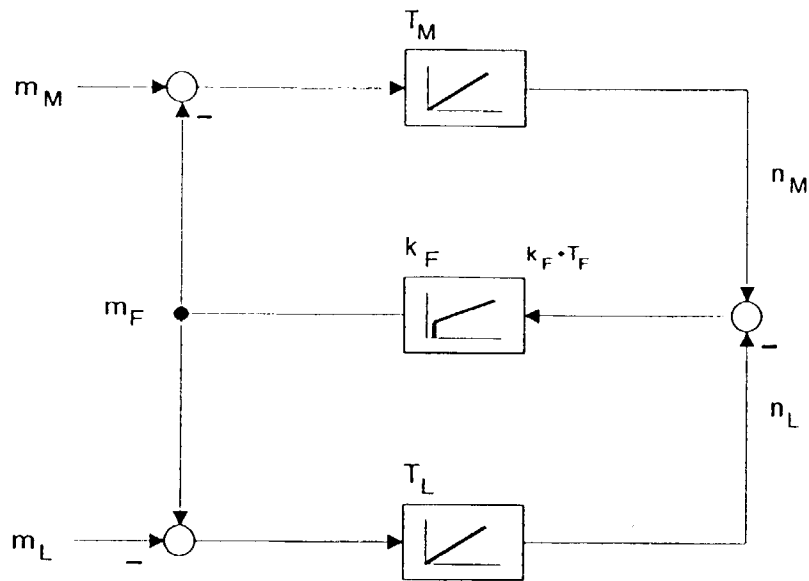 T_M
m_M
-
n_M
k_F
k_F · T_F
m_F
-
n_L
T_L
m_L
-